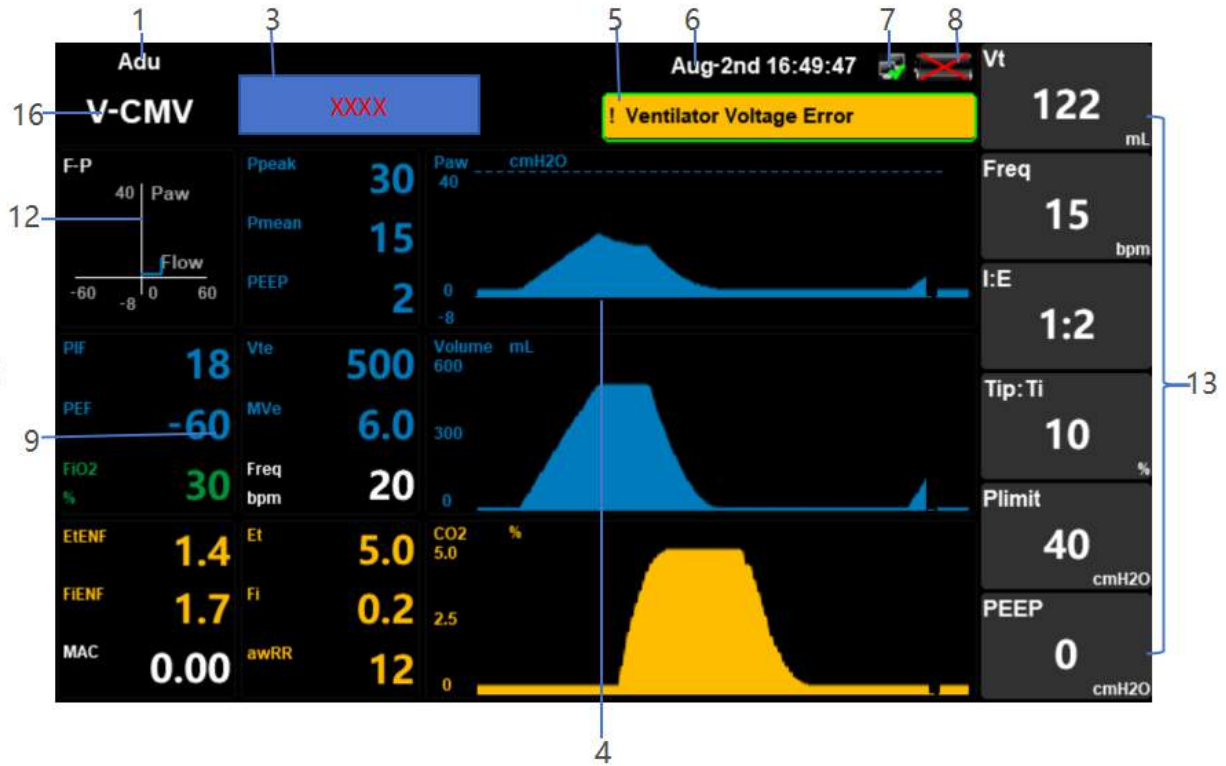 1
3
5
6
7
8
Adu
Aug-2nd 16:49:47
Vt
122
mL
16
V-CMV
XXXX
! Ventilator Voltage Error
F-P
40
Paw
Flow
-60
-8
0
60
12
Ppeak
30
Pmean
15
PEEP
2
Paw cmH2O
40
0
-8
Freq
15
bpm
I:E
1:2
PIF
18
PEF
-60
FiO2
%
30
9
Vte
500
MVe
6.0
Freq
bpm
20
Volume mL
600
300
0
Tip:Ti
10
%
13
Plimit
40
cmH2O
EtENF
1.4
FiENF
1.7
MAC
0.00
Et
5.0
Fi
0.2
awRR
12
CO2 %
5.0
2.5
0
PEEP
0
cmH2O
4